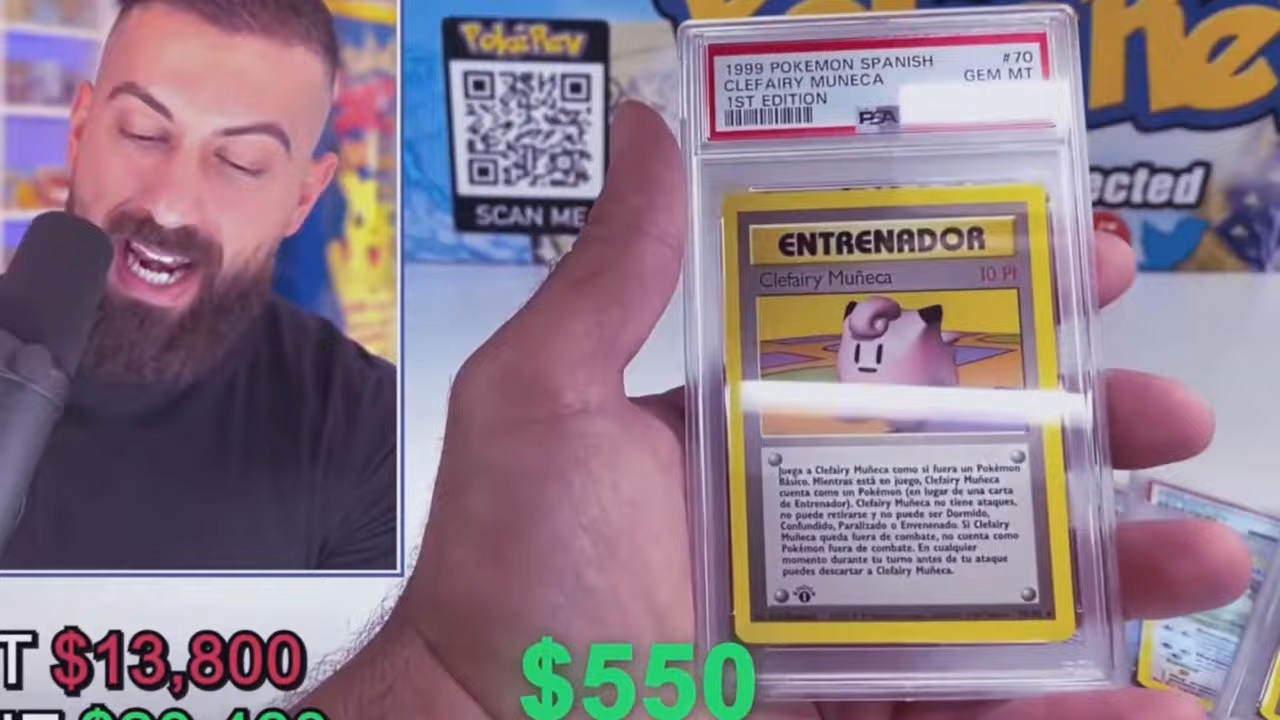 PokéRev
SCAN ME
1999 POKEMON SPANISH #70
CLEFAIRY MUNECA GEM MT
1ST EDITION
PSA
ected
ENTRENADOR
Clefairy Muñeca 10 PI
Juega a Clefairy Muñeca como si fuera un Pokémon
Básico. Mientras está en juego, Clefairy Muñeca
cuenta como un Pokémon (en lugar de una carta
de Entrenador). Clefairy Muñeca no tiene ataques,
no puede retirarse y no puede ser Dormido,
Confundido, Paralizado o Envenenado. Si Clefairy
Muñeca queda fuera de combate, no cuenta como
Pokémon fuera de combate. En cualquier
momento durante tu turno antes de tu ataque
puedes descartar a Clefairy Muñeca.
T $13,800
$550